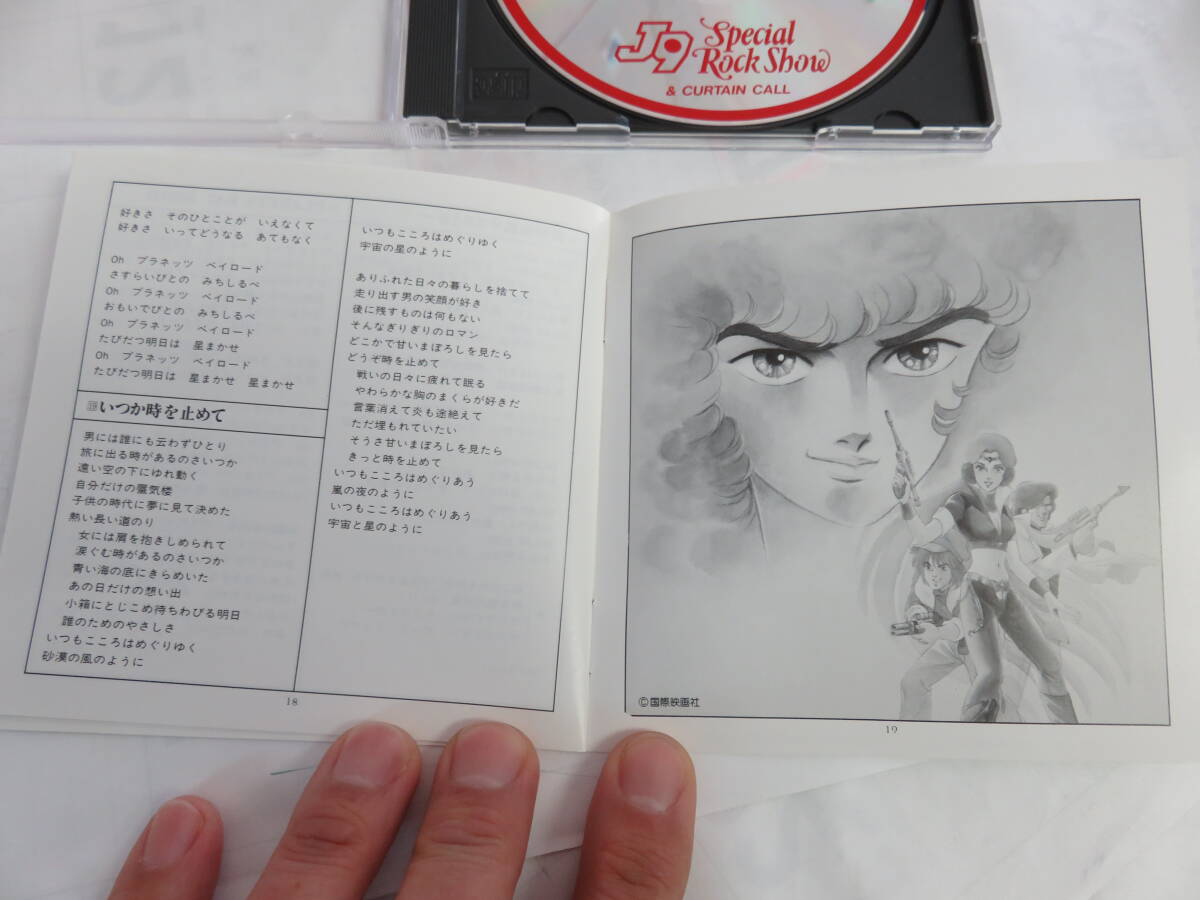 J9 Special
Rock Show
& CURTAIN CALL
好きさ　そのひとことが　いえなくて
好きさ　いってどうなる　あてもなく
Oh　プラネッツ　ベイロード
さすらいびとの　みちしるべ
Oh　プラネッツ　ベイロード
おもいでびとの　みちしるべ
Oh　プラネッツ　ベイロード
たびだつ明日は　星まかせ
Oh　プラネッツ　ベイロード
たびだつ明日は　星まかせ　星まかせ
いつか時を止めて
男には誰にも云わずひとり
旅に出る時があるのさいつか
遠い空の下にゆれ動く
自分だけの蜃気楼
子供の時代に夢に見て決めた
熱い長い道のり
女には肩を抱きしめられて
涙ぐむ時があるのさいつか
青い海の底にきらめいた
あの日だけの想い出
小箱にとじこめ待ちわびる明日
誰のためのやさしさ
いつもこころはめぐりゆく
砂漠の風のように
いつもこころはめぐりゆく
宇宙の星のように
ありふれた日々の暮らしを捨てて
走り出す男の笑顔が好き
後に残すものは何もない
そんなぎりぎりのロマン
どこかで甘いまぼろしを見たら
どうぞ時を止めて
戦いの日々に疲れて眠る
やわらかな胸のまくらが好きだ
言葉消えて炎も途絶えて
ただ埋もれていたい
そうさ甘いまぼろしを見たら
きっと時を止めて
いつもこころはめぐりあう
嵐の夜のように
いつもこころはめぐりあう
宇宙と星のように
18
©国際映画社
19